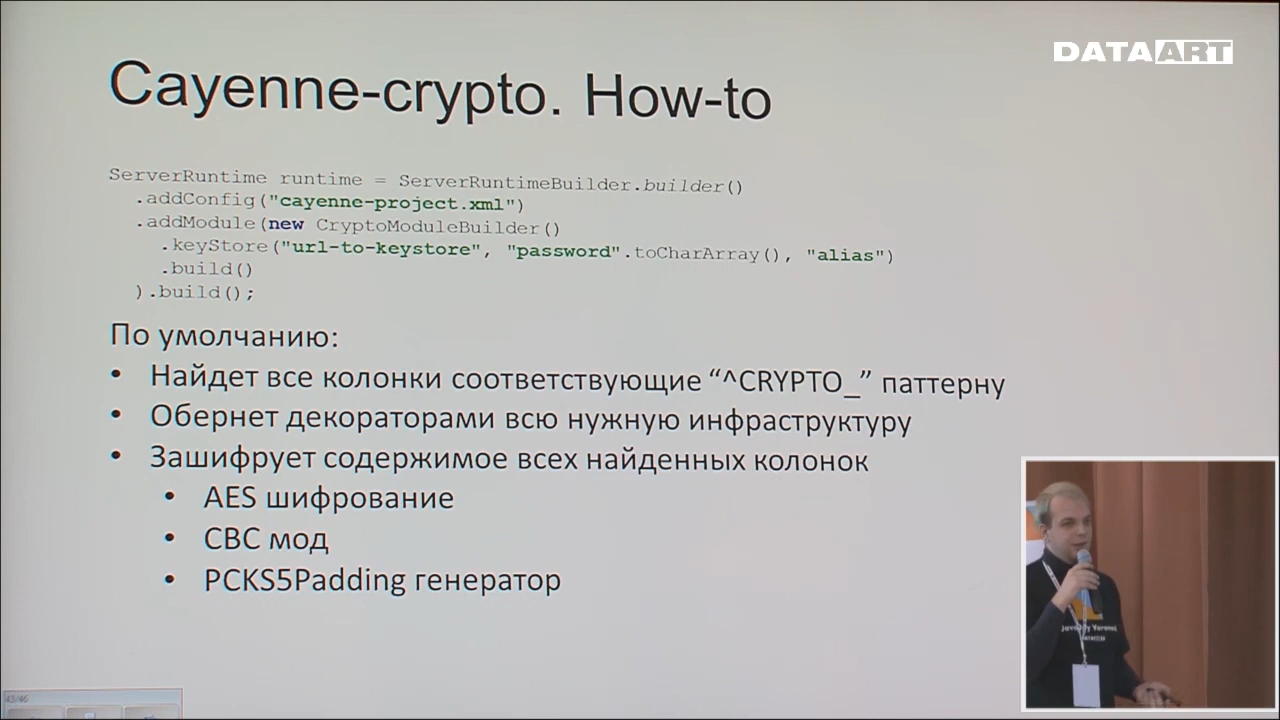 DATAART
Cayenne-crypto. How-to
ServerRuntime runtime = ServerRuntimeBuilder.builder()
.addConfig("cayenne-project.xml")
.addModule(new CryptoModuleBuilder()
.keyStore("url-to-keystore", "password".toCharArray(), "alias")
.build()
).build();
По умолчанию:
• Найдет все колонки соответствующие “^CRYPTO_” паттерну
• Обернет декораторами всю нужную инфраструктуру
• Зашифрует содержимое всех найденных колонок
• AES шифрование
• CBC мод
• PCKS5Padding генератор
43/46